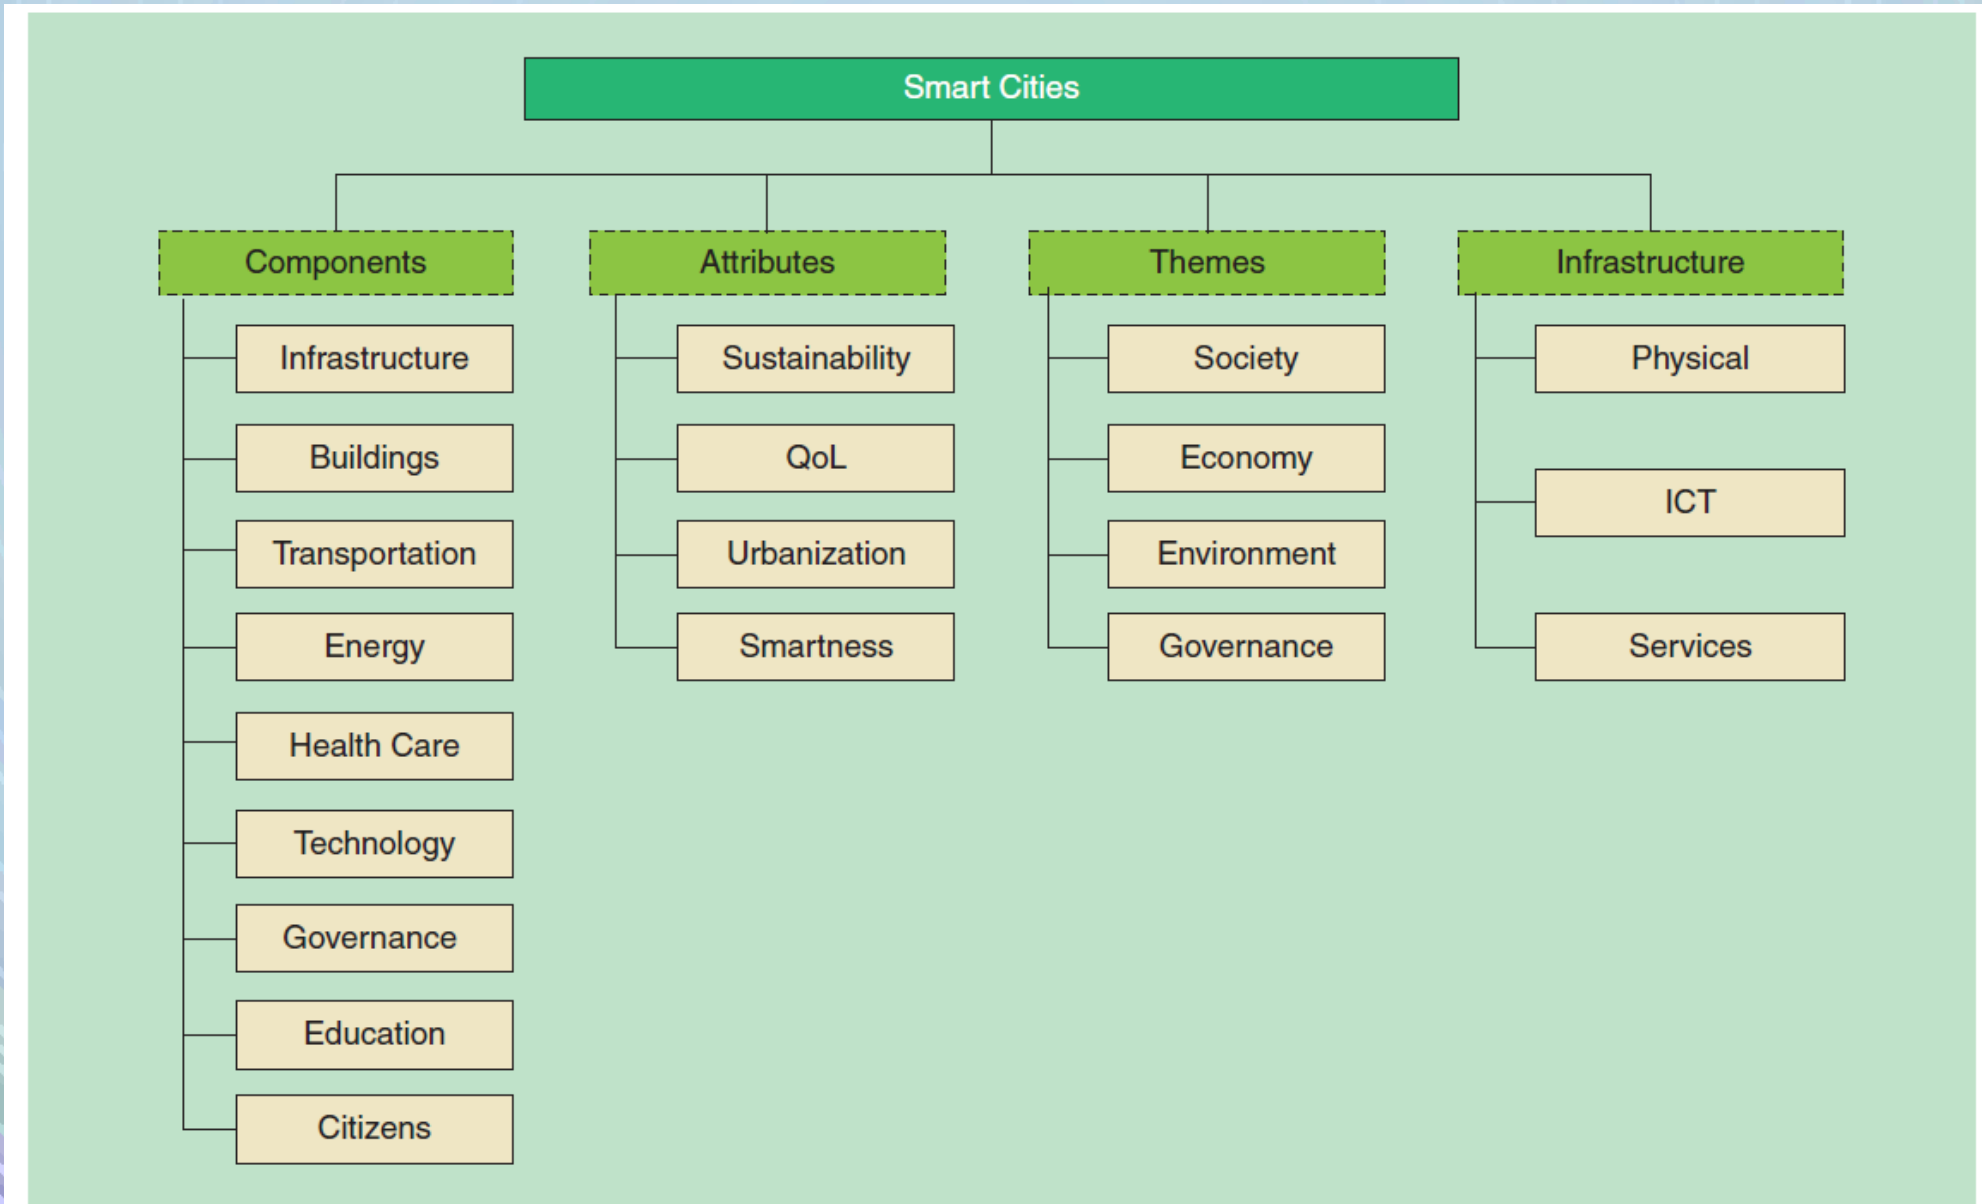 Smart Cities
Components
Infrastructure
Buildings
Transportation
Energy
Health Care
Technology
Governance
Education
Citizens
Attributes
Sustainability
QoL
Urbanization
Smartness
Themes
Society
Economy
Environment
Governance
Infrastructure
Physical
ICT
Services